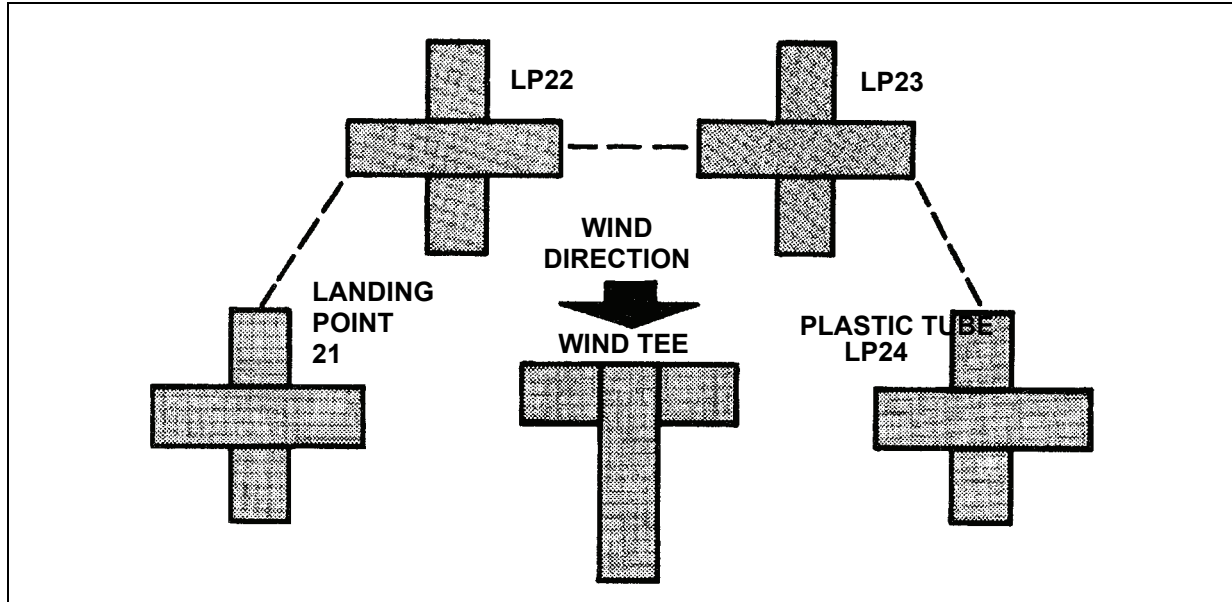 LP22
LP23
WIND
DIRECTION
LANDING
POINT
21
WIND TEE
PLASTIC TUBE
LP24